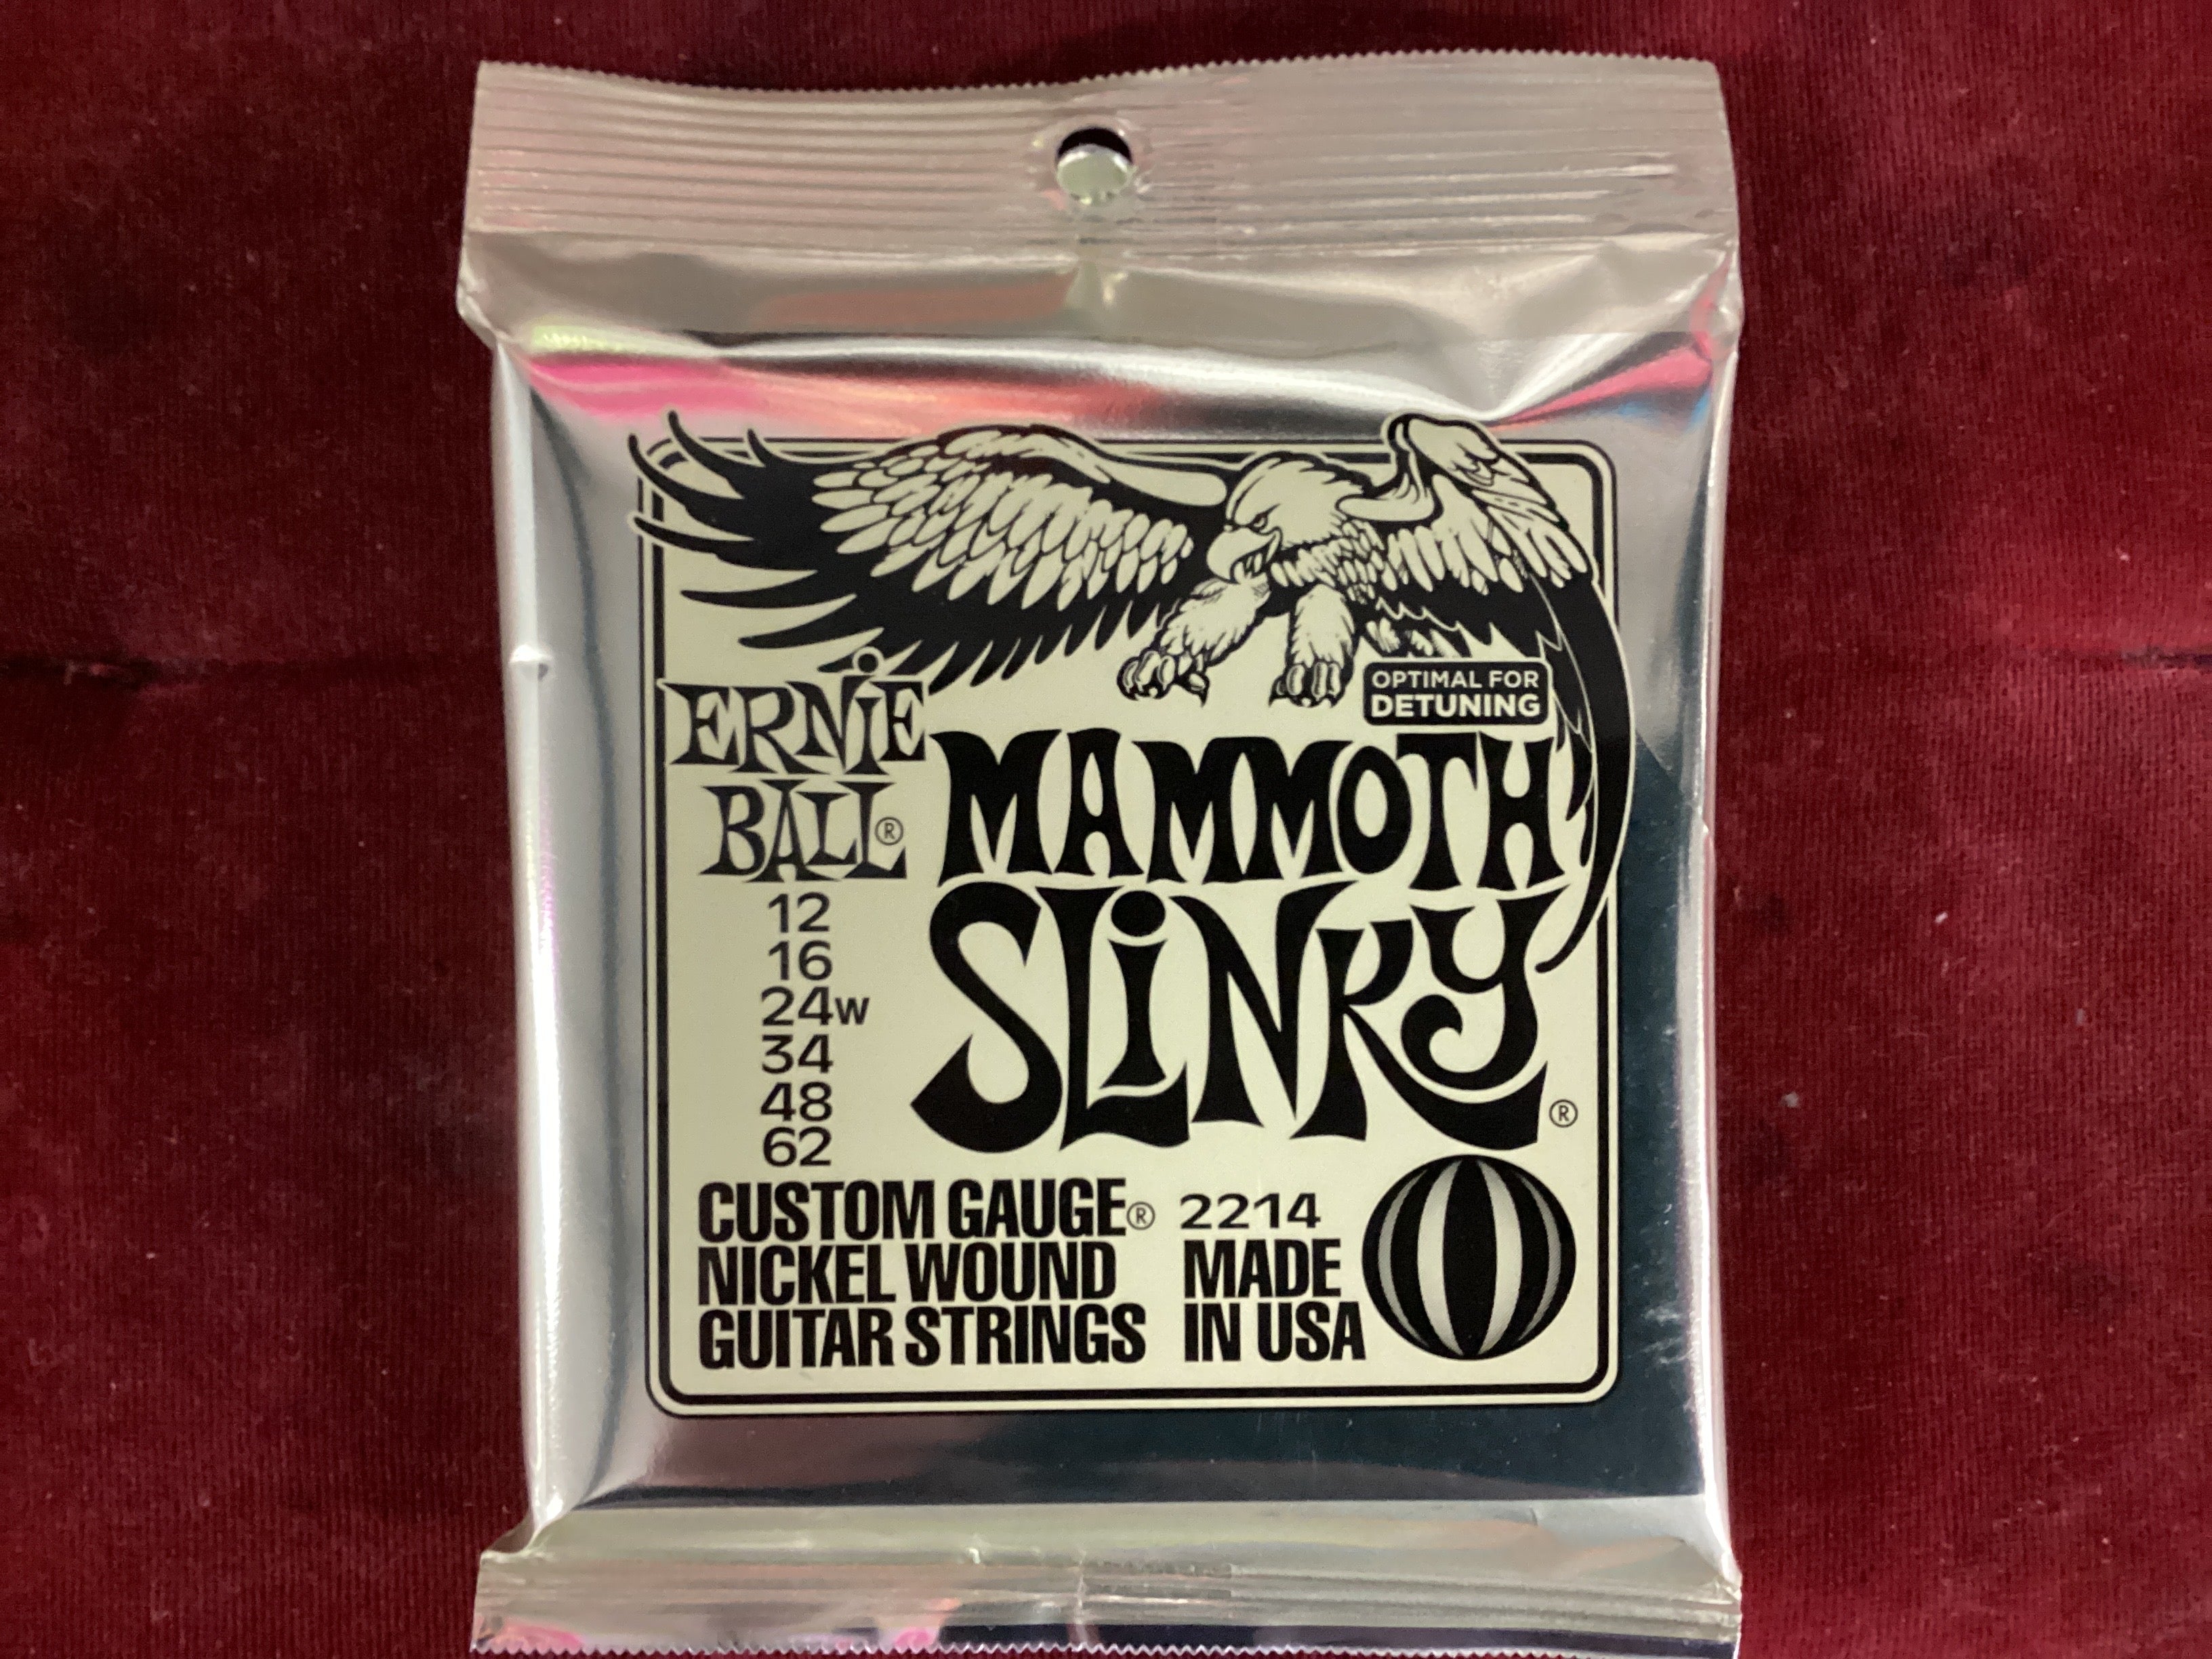 OPTIMAL FOR
DETUNING
ERNiE
BALL®
MAMMOTH
SLiNKY®
12
16
24W
34
48
62
CUSTOM GAUGE®
NICKEL WOUND
GUITAR STRINGS
2214
MADE
IN USA